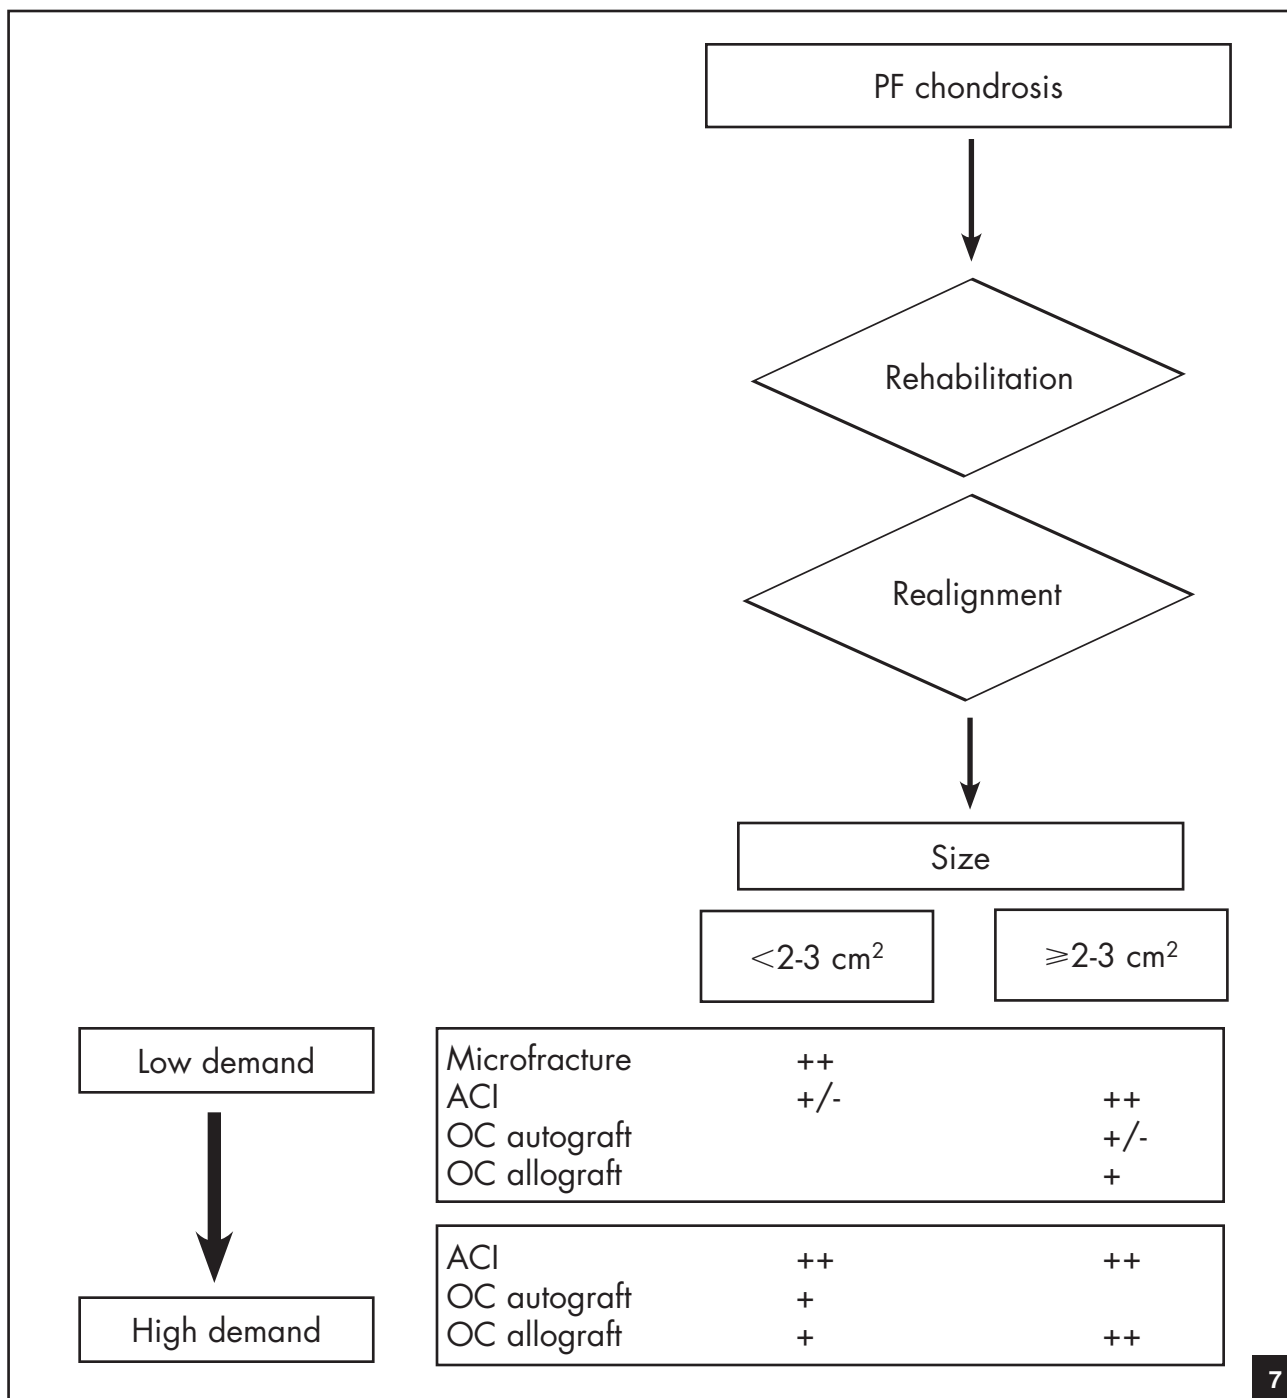 PF chondrosis
Rehabilitation
Realignment
Size
<2-3 cm² ≥2-3 cm²
Low demand
Microfracture ++
ACI +/- ++
OC autograft +/-
OC allograft +
ACI ++ ++
OC autograft +
OC allograft + ++
High demand
7